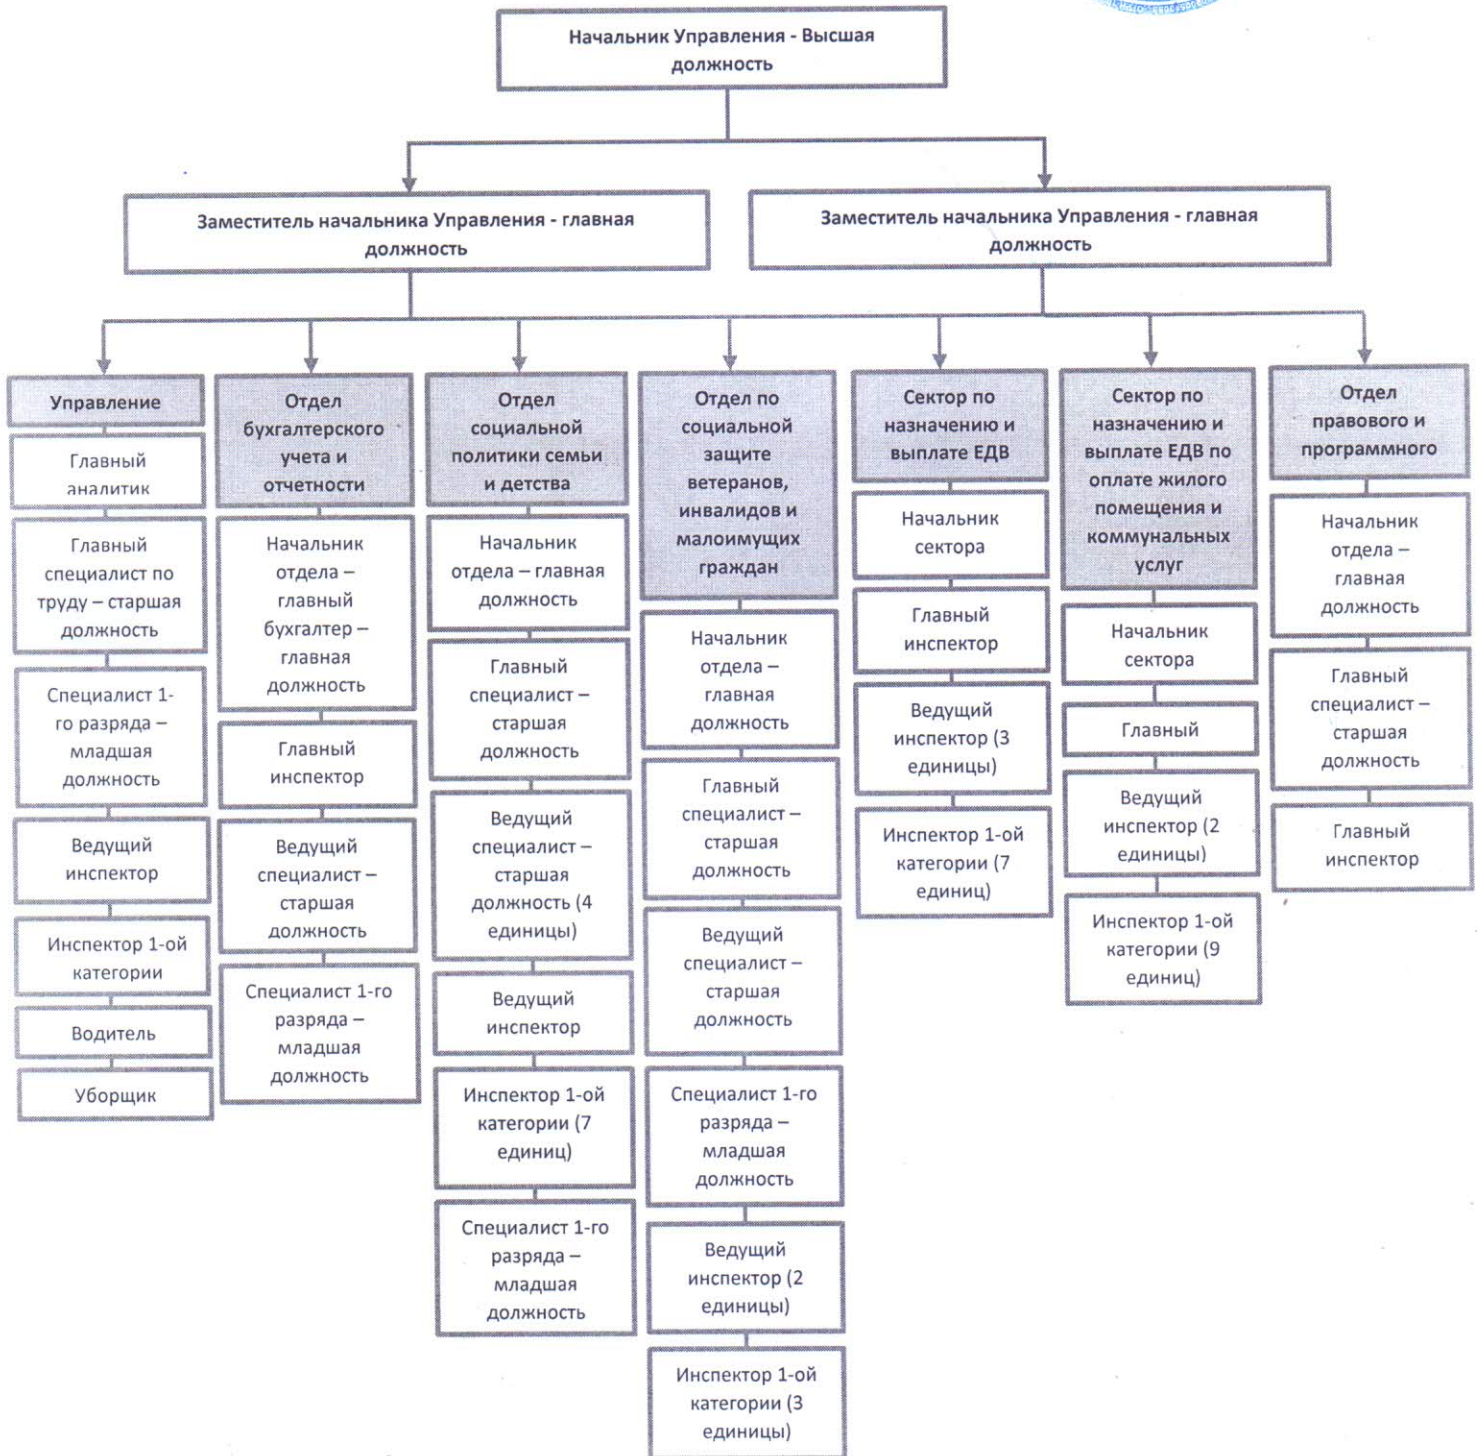 Начальник Управления - Высшая
должность
Заместитель начальника Управления - главная
должность
Заместитель начальника Управления - главная
должность
Управление
Главный
аналитик
Главный
специалист по
труду – старшая
должность
Специалист 1-
го разряда –
младшая
должность
Ведущий
инспектор
Инспектор 1-ой
категории
Водитель
Уборщик
Отдел
бухгалтерского
учета и
отчетности
Начальник
отдела –
главный
бухгалтер –
главная
должность
Главный
инспектор
Ведущий
специалист –
старшая
должность
Специалист 1-го
разряда –
младшая
должность
Отдел
социальной
политики семьи
и детства
Начальник
отдела – главная
должность
Главный
специалист –
старшая
должность
Ведущий
специалист –
старшая
должность (4
единицы)
Ведущий
инспектор
Инспектор 1-ой
категории (7
единиц)
Специалист 1-го
разряда –
младшая
должность
Отдел по
социальной
защите
ветеранов,
инвалидов и
малоимущих
граждан
Начальник
отдела –
главная
должность
Главный
специалист –
старшая
должность
Ведущий
специалист –
старшая
должность
Специалист 1-го
разряда –
младшая
должность
Ведущий
инспектор (2
единицы)
Инспектор 1-ой
категории (3
единицы)
Сектор по
назначению и
выплате ЕДВ
Начальник
сектора
Главный
инспектор
Ведущий
инспектор (3
единицы)
Инспектор 1-ой
категории (7
единиц)
Сектор по
назначению и
выплате ЕДВ по
оплате жилого
помещения и
коммунальных
услуг
Начальник
сектора
Главный
Ведущий
инспектор (2
единицы)
Инспектор 1-ой
категории (9
единиц)
Отдел
правового и
программного
Начальник
отдела –
главная
должность
Главный
специалист –
старшая
должность
Главный
инспектор